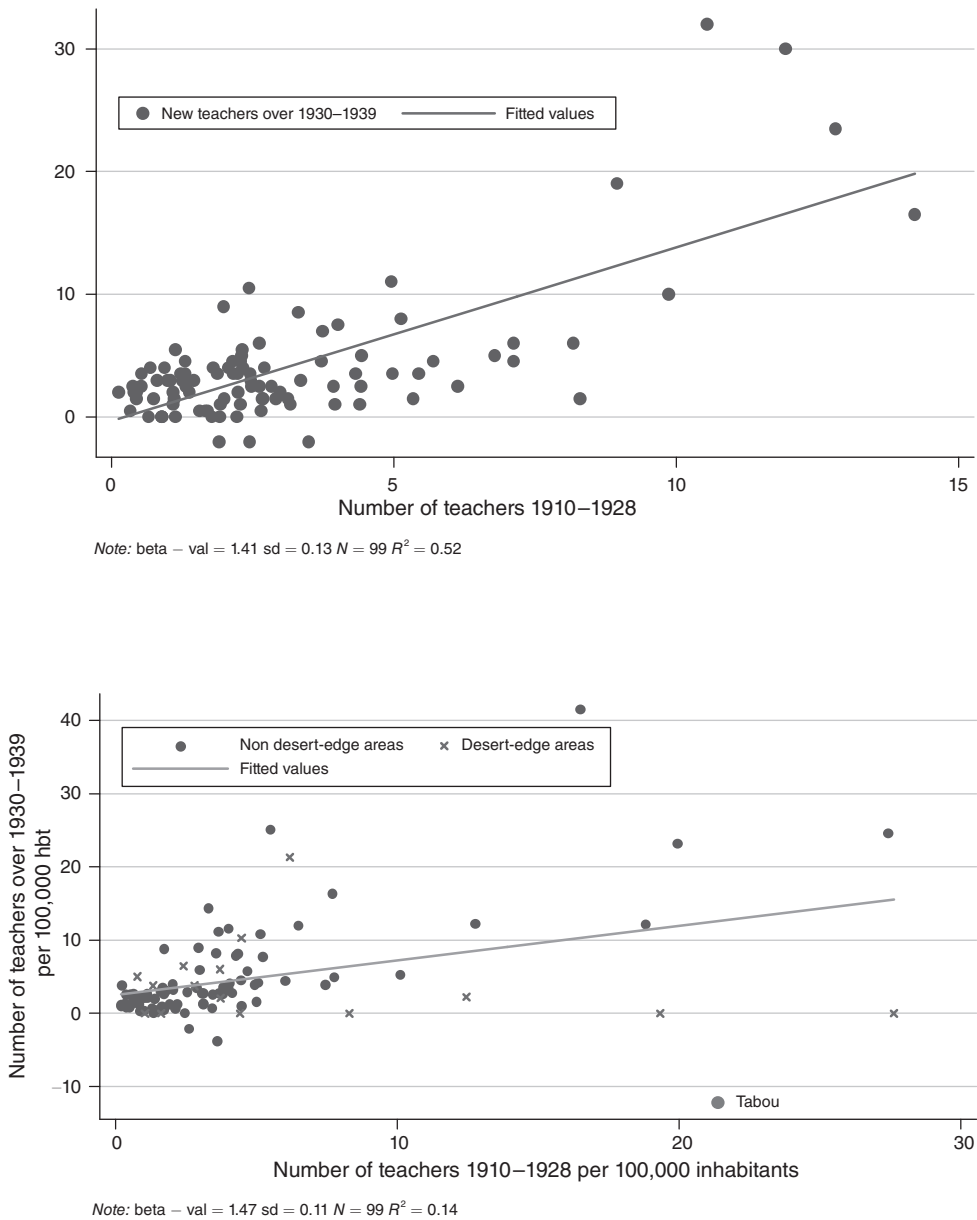 30
20
10
0
New teachers over 1930–1939 Fitted values
0 5 10 15
Number of teachers 1910–1928
Note: beta – val = 1.41 sd = 0.13 N = 99 R² = 0.52
Number of teachers over 1930–1939
per 100,000 hbt
40
30
20
10
0
–10
Non desert-edge areas Desert-edge areas
Fitted values
Tabou
0 10 20 30
Number of teachers 1910–1928 per 100,000 inhabitants
Note: beta – val = 1.47 sd = 0.11 N = 99 R² = 0.14